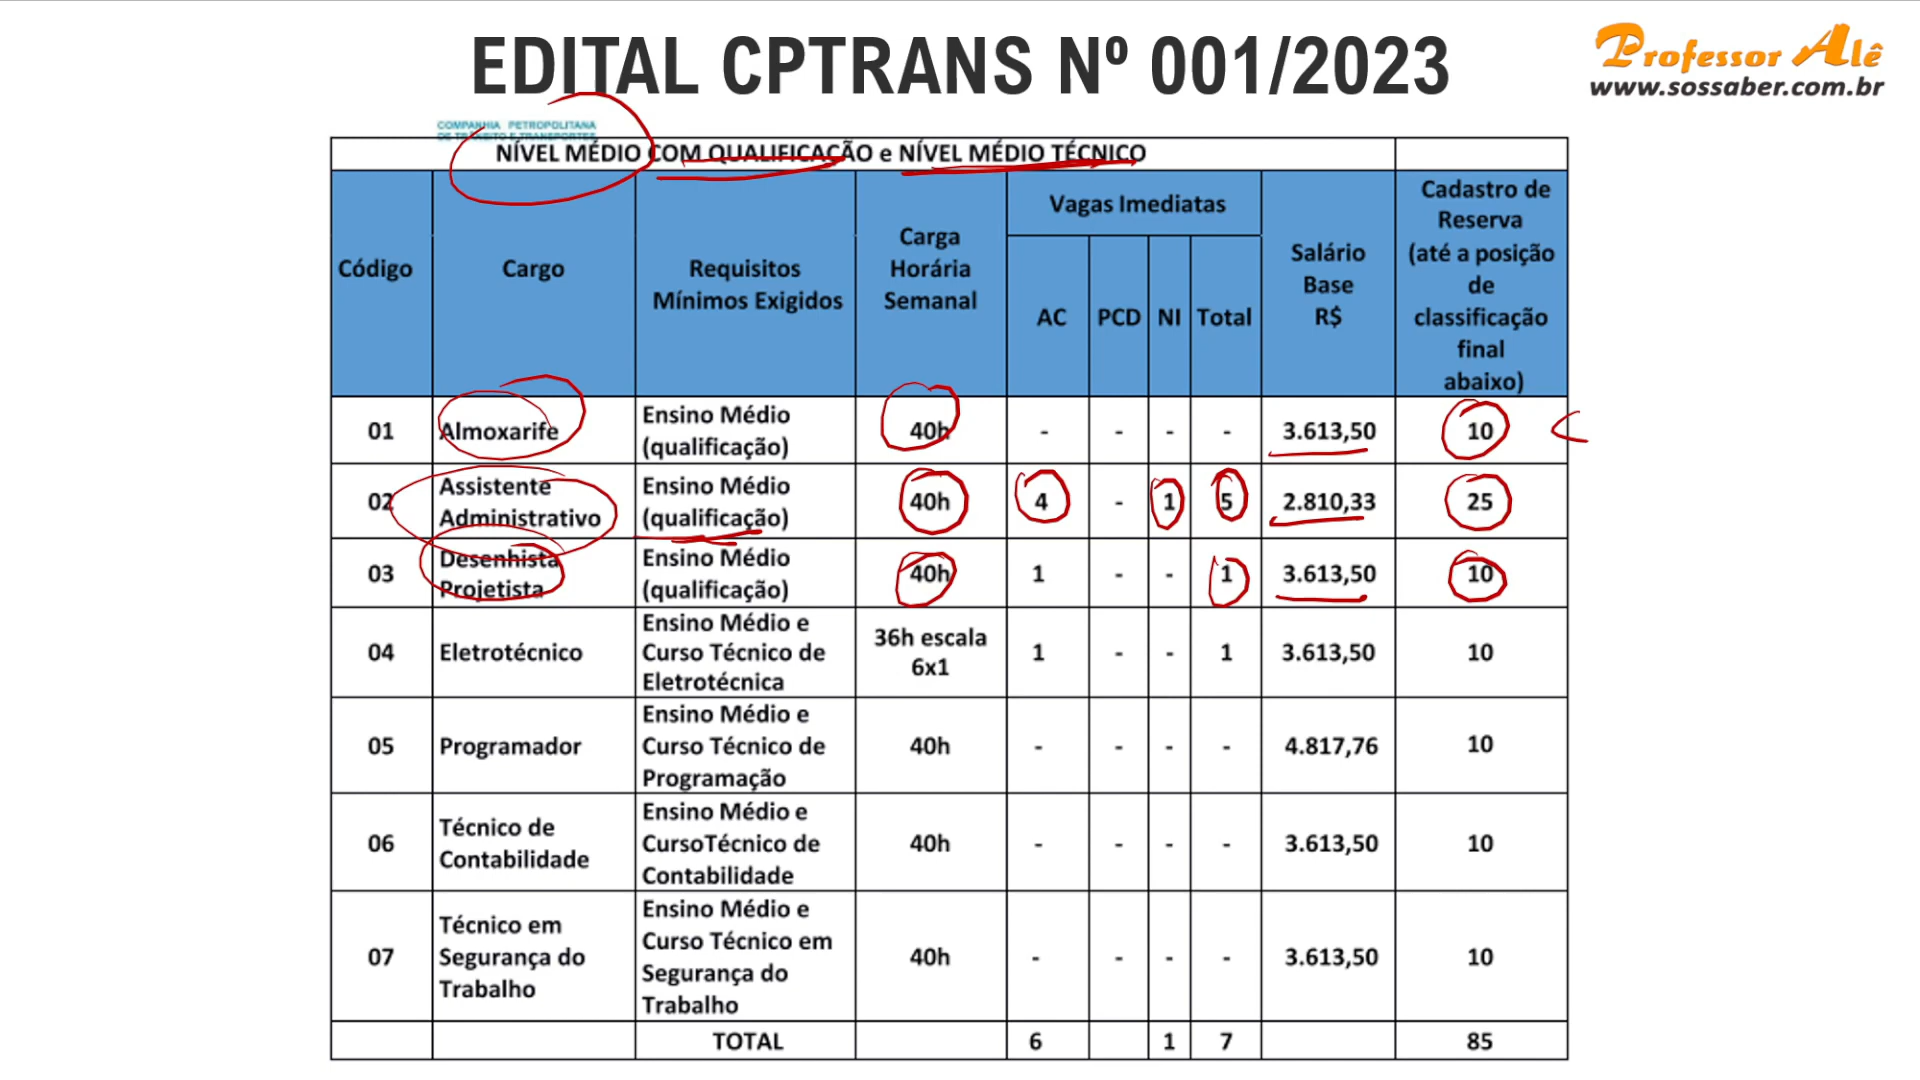 EDITAL CPTRANS Nº 001/2023
Professor Alê
www.sossaber.com.br
COMPANHIA PETROPOLITANA
DE TRÂNSITO E TRANSPORTES
NÍVEL MÉDIO COM QUALIFICAÇÃO e NÍVEL MÉDIO TÉCNICO
Código
Cargo
Requisitos
Mínimos Exigidos
Carga
Horária
Semanal
Vagas Imediatas
AC PCD NI Total
Salário
Base
R$
Cadastro de
Reserva
(até a posição
de
classificação
final
abaixo)
01 Almoxarife Ensino Médio
(qualificação) 40h - - - - 3.613,50 10
02 Assistente
Administrativo Ensino Médio
(qualificação) 40h 4 - 1 5 2.810,33 25
03 Desenhista
Projetista Ensino Médio
(qualificação) 40h 1 - - 1 3.613,50 10
04 Eletrotécnico Ensino Médio e
Curso Técnico de
Eletrotécnica 36h escala
6x1 1 - - 1 3.613,50 10
05 Programador Ensino Médio e
Curso Técnico de
Programação 40h - - - - 4.817,76 10
06 Técnico de
Contabilidade Ensino Médio e
CursoTécnico de
Contabilidade 40h - - - - 3.613,50 10
07 Técnico em
Segurança do
Trabalho Ensino Médio e
Curso Técnico em
Segurança do
Trabalho 40h - - - - 3.613,50 10
TOTAL 6 1 7 85